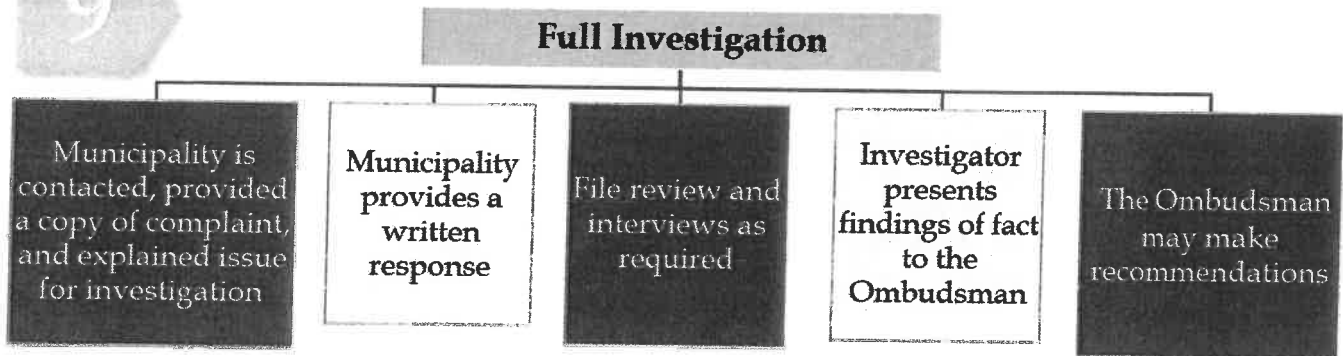 9
Full Investigation
Municipality is
contacted, provided
a copy of complaint,
and explained issue
for investigation
Municipality
provides a
written
response
File review and
interviews as
required
Investigator
presents
findings of fact
to the
Ombudsman
The Ombudsman
may make
recommendations